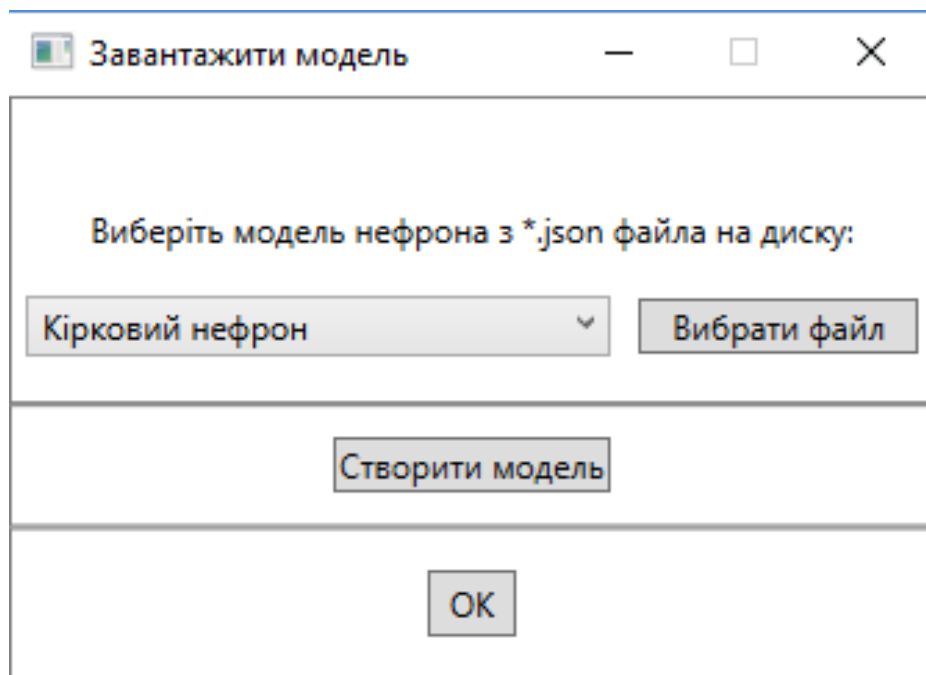 Завантажити модель
Виберіть модель нефрона з *.json файла на диску:
Кірковий нефрон
Вибрати файл
Створити модель
OK